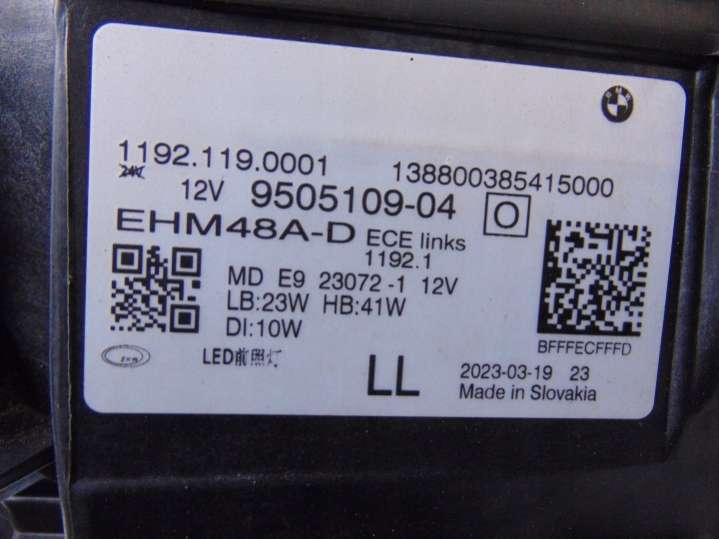 BMW
1192.119.0001 138800385415000
24V
12V 9505109-04 O
EHM48A-D ECE links
1192.1
MD E9 23072 -1 12V
LB:23W HB:41W
DI:10W
BFFFECFFFD
LED前照灯
LL
2023-03-19 23
Made in Slovakia